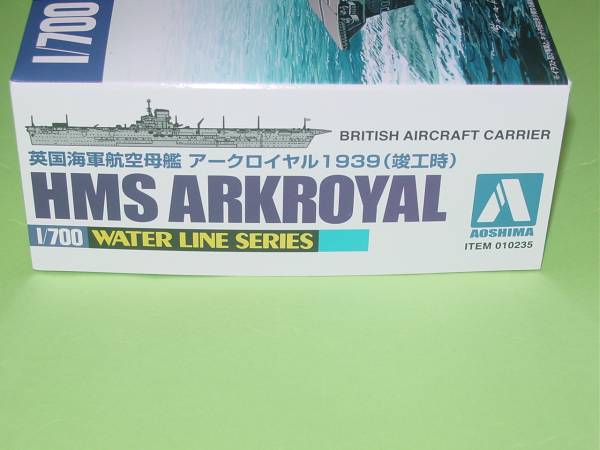 1/700
BRITISH AIRCRAFT CARRIER
英国海軍航空母艦 アークロイヤル1939(竣工時)
HMS ARKROYAL
1/700 WATER LINE SERIES
AOSHIMA
ITEM 010235